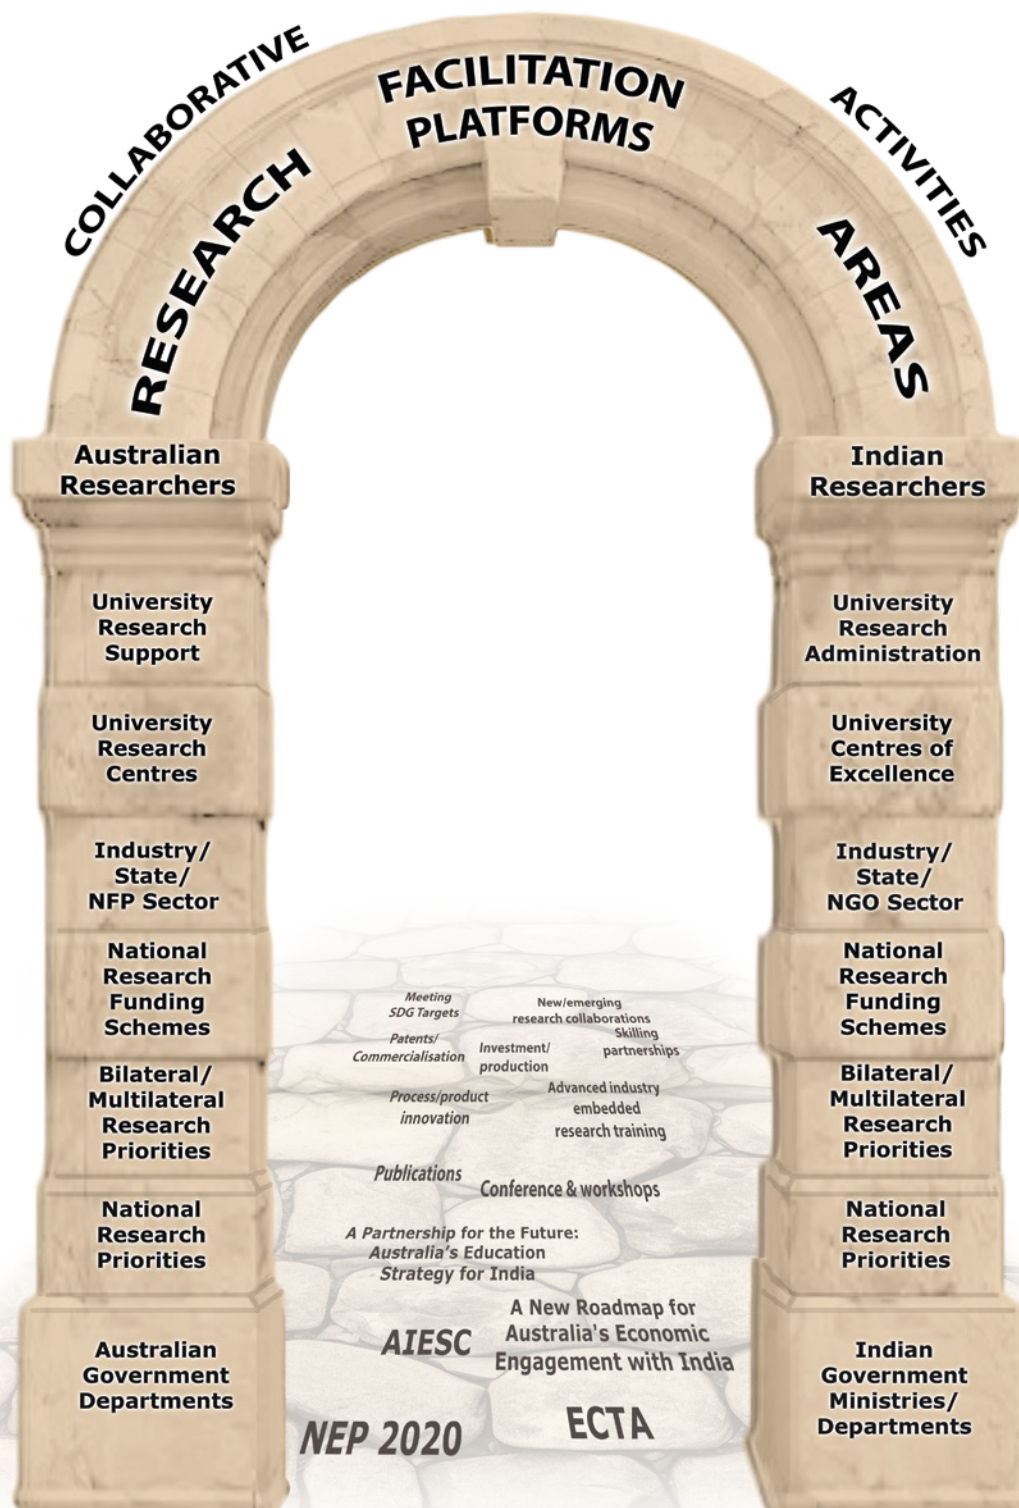 COLLABORATIVE
ACTIVITIES
FACILITATION
PLATFORMS
RESEARCH
AREAS
Australian
Researchers
University
Research
Support
University
Research
Centres
Industry/
State/
NFP Sector
National
Research
Funding
Schemes
Bilateral/
Multilateral
Research
Priorities
National
Research
Priorities
Australian
Government
Departments
Indian
Researchers
University
Research
Administration
University
Centres of
Excellence
Industry/
State/
NGO Sector
National
Research
Funding
Schemes
Bilateral/
Multilateral
Research
Priorities
National
Research
Priorities
Indian
Government
Ministries/
Departments
Meeting
SDG Targets
New/emerging
research collaborations
Patents/
Commercialisation
Investment/
production
Skilling
partnerships
Process/product
innovation
Advanced industry
embedded
research training
Publications
Conference & workshops
A Partnership for the Future:
Australia's Education
Strategy for India
AIESC
A New Roadmap for
Australia's Economic
Engagement with India
NEP 2020
ECTA